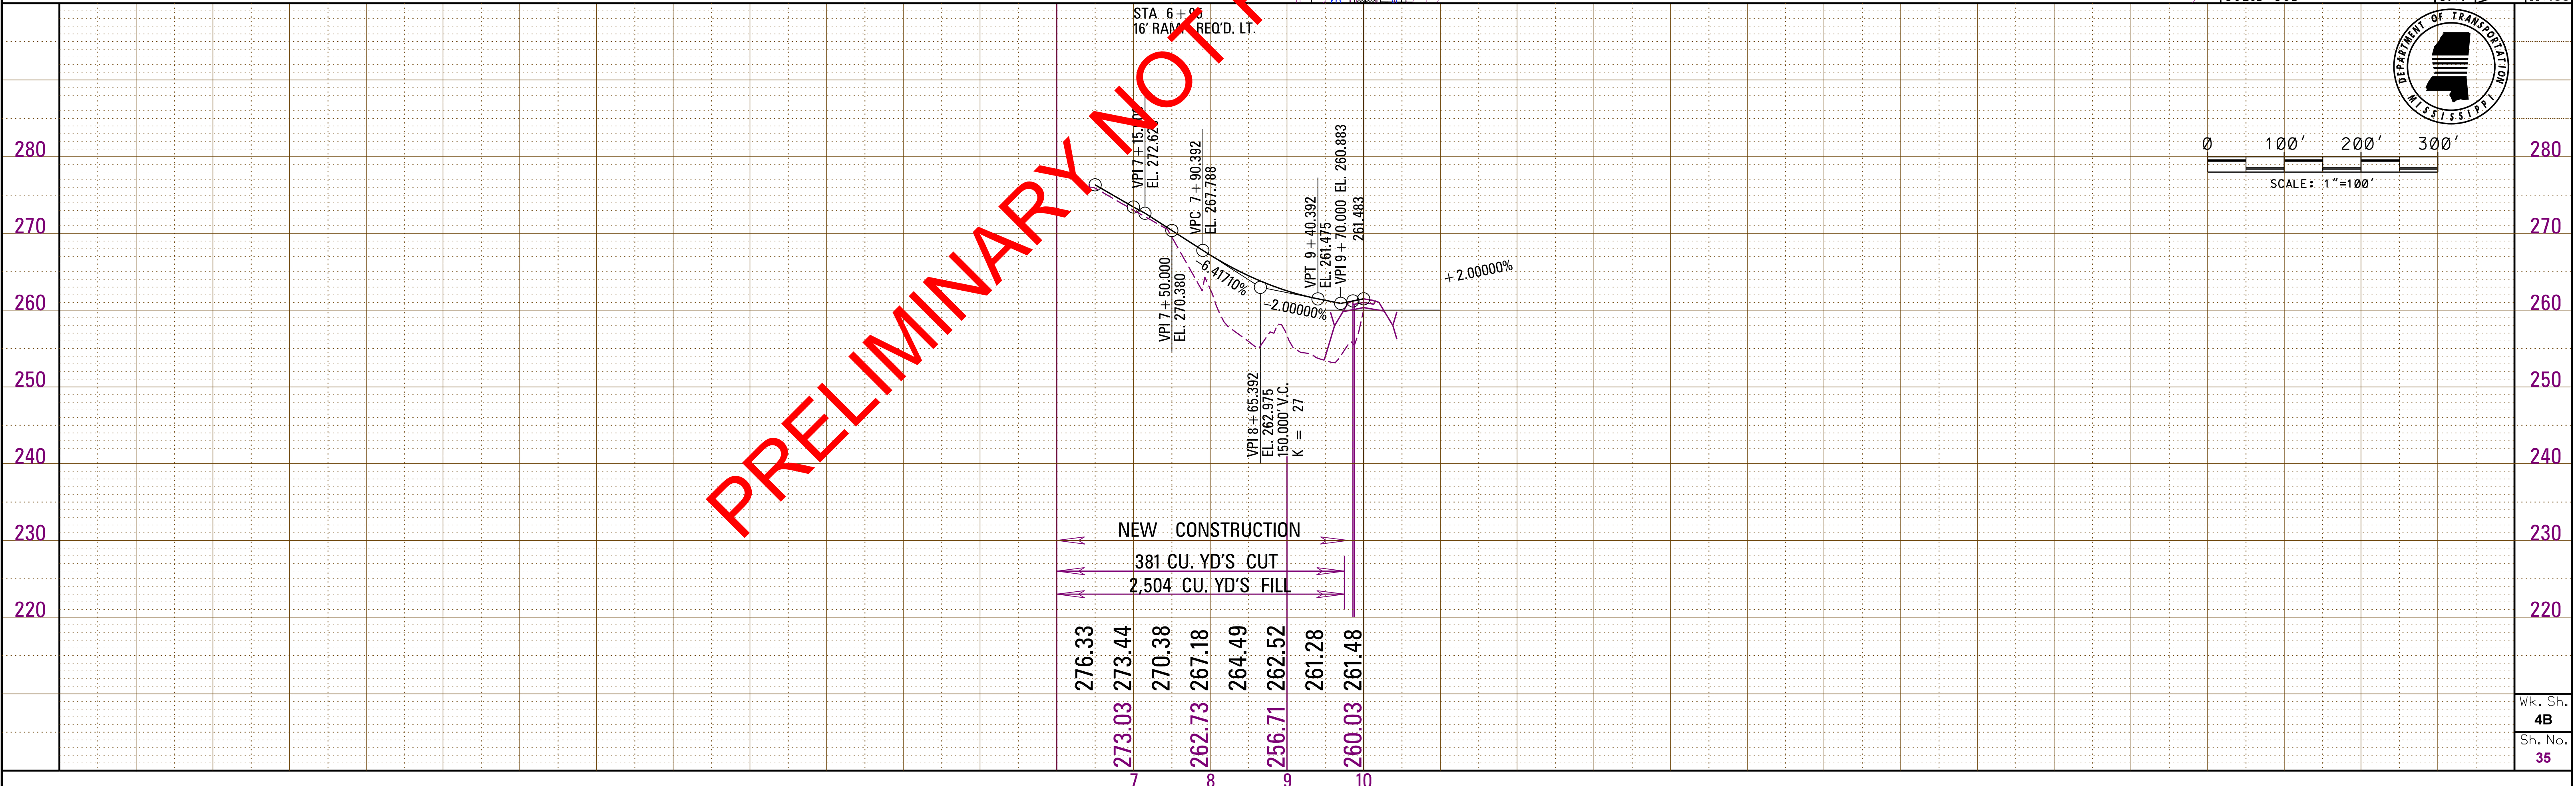 STA 6+95
16' RAMP REQ'D. LT.
PRELIMINARY NOT
DEPARTMENT OF TRANSPORTATION
MISSISSIPPI
0 100' 200' 300'
SCALE: 1"=100'
280
270
260
250
240
230
220
VPI 7+15.
EL. 272.62
VPC 7+90.392
EL. 267.788
VPI 7+50.000
EL. 270.380
-6.41710%
-2.00000%
VPI 8+65.392
EL. 262.975
150.000' V.C.
K = 27
VPT 9+40.392
EL. 261.475
VPI 9+70.000 EL. 260.883
261.483
+2.00000%
280
270
260
250
240
230
220
NEW CONSTRUCTION
381 CU. YD'S CUT
2,504 CU. YD'S FILL
276.33 273.44 270.38 267.18 264.49 262.52 261.28 261.48
273.03 262.73 256.71 260.03
7 8 9 10
Wk. Sh.
4B
Sh. No.
35